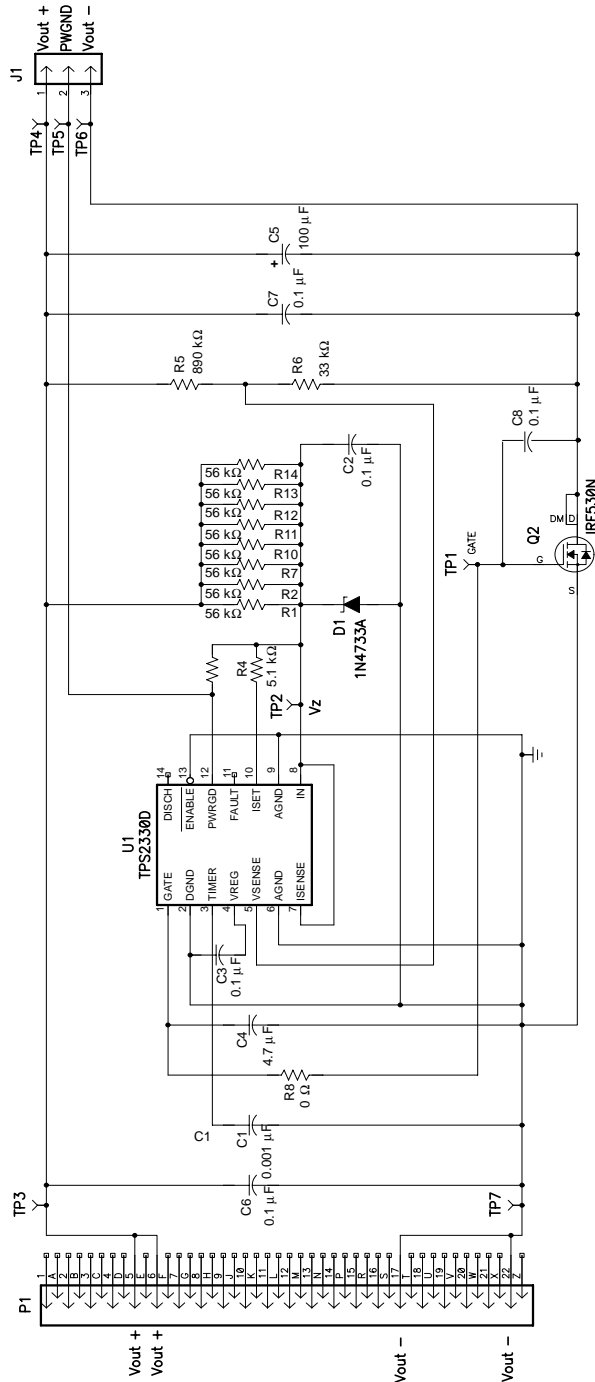 J1
Vout +
PWGND
Vout -
1
2
3
TP4
TP5
TP6
C5
100 µF
+
C7
0.1 µF
R5
890 kΩ
R6
33 kΩ
C8
0.1 µF
56 kΩ
R14
56 kΩ
R13
56 kΩ
R12
56 kΩ
R11
56 kΩ
R10
56 kΩ
R7
56 kΩ
R2
56 kΩ
R1
C2
0.1 µF
D1
1N4733A
TP1
GATE
Q2
DM
D
G
S
IRF530N
R4
5.1 kΩ
TP2
Vz
U1
TPS2330D
1
GATE
2
DGND
3
TIMER
4
VREG
5
VSENSE
6
AGND
7
ISENSE
14
DISCH
13
ENABLE
12
PWRGD
11
FAULT
10
ISET
9
AGND
8
IN
C3
0.1 µF
C4
4.7 µF
R8
0 Ω
C1
C1
0.001 µF
C6
0.1 µF
TP3
TP7
P1
1
A
2
B
3
C
4
D
5
E
6
F
7
G
8
H
9
J
10
K
11
L
12
M
13
N
14
P
15
R
16
S
17
T
18
U
19
V
20
W
21
X
22
Z
Vout +
Vout +
Vout -
Vout -